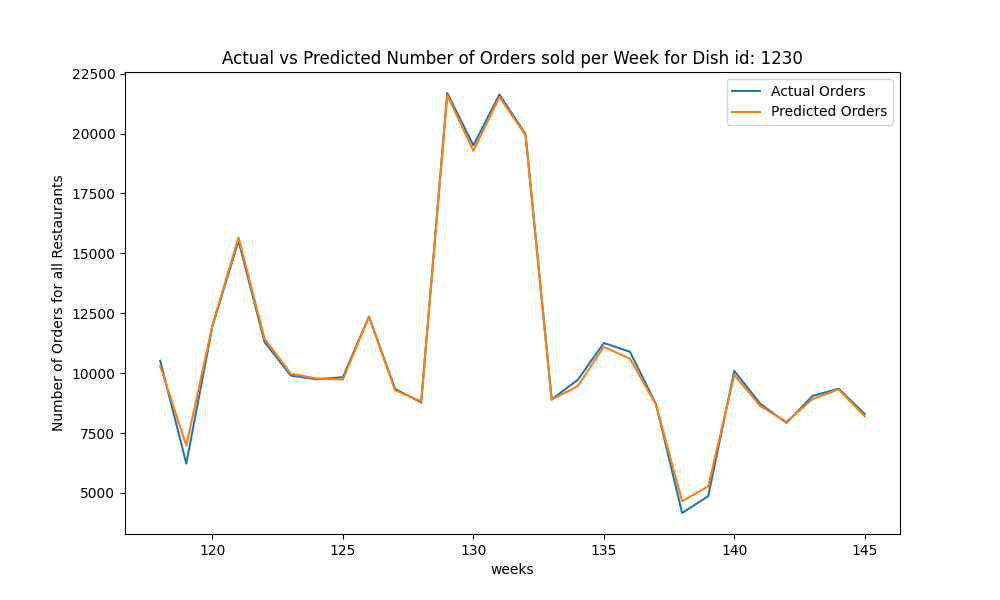 Actual vs Predicted Number of Orders sold per Week for Dish id: 1230
Actual Orders
Predicted Orders
Number of Orders for all Restaurants
22500
20000
17500
15000
12500
10000
7500
5000
120 125 130 135 140 145
weeks